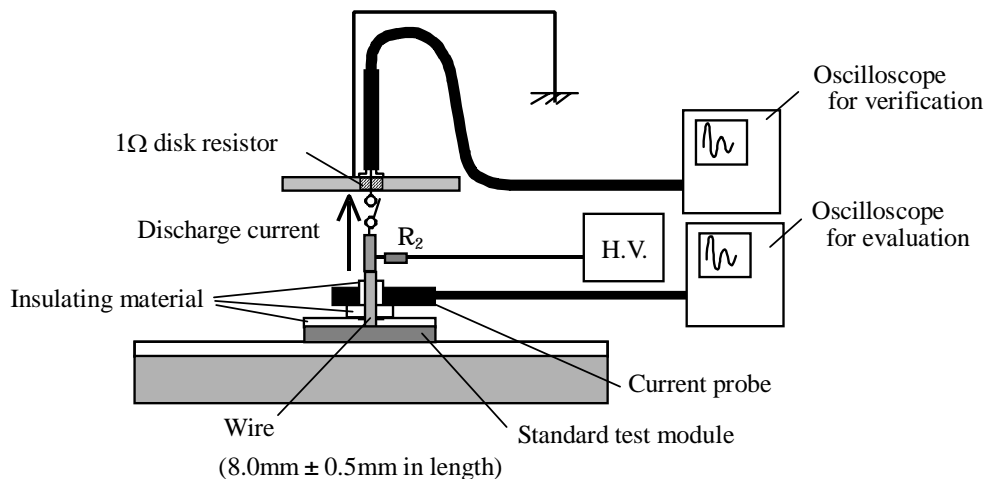 Oscilloscope
for verification
1Ω disk resistor
Oscilloscope
for evaluation
Discharge current
R₂
H.V.
Insulating material
Current probe
Wire
Standard test module
(8.0mm ± 0.5mm in length)